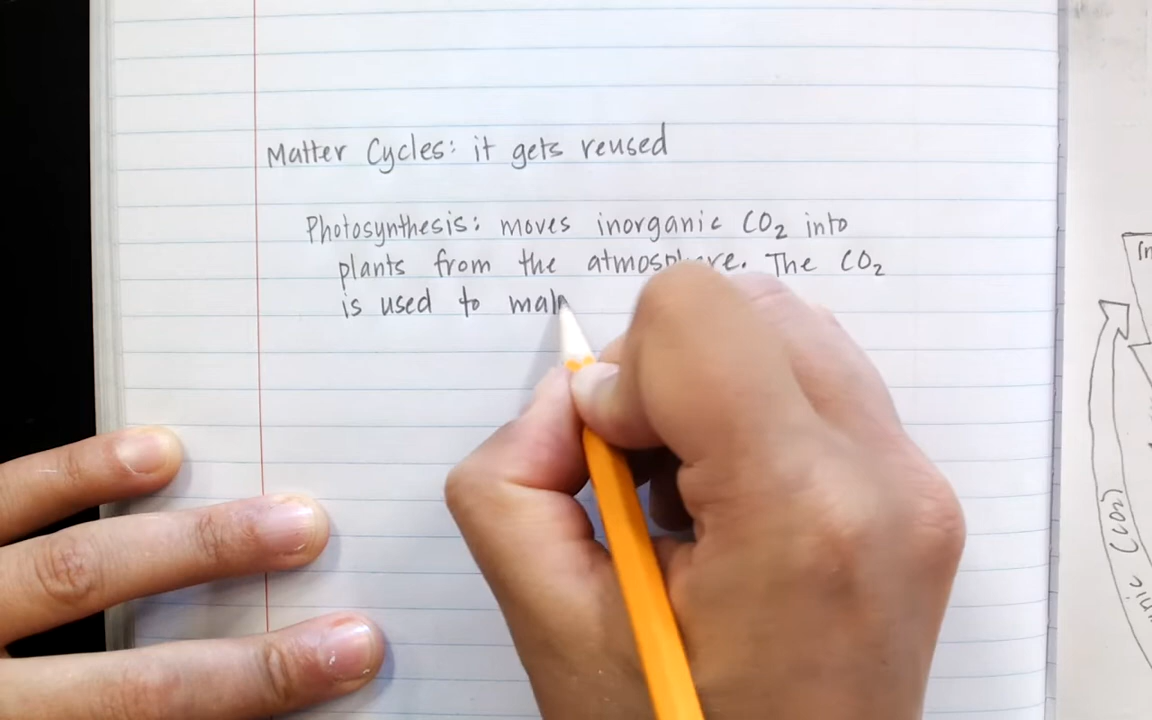 Matter Cycles: it gets reused
Photosynthesis: moves inorganic CO₂ into
plants from the atmosphere. The CO₂
is used to